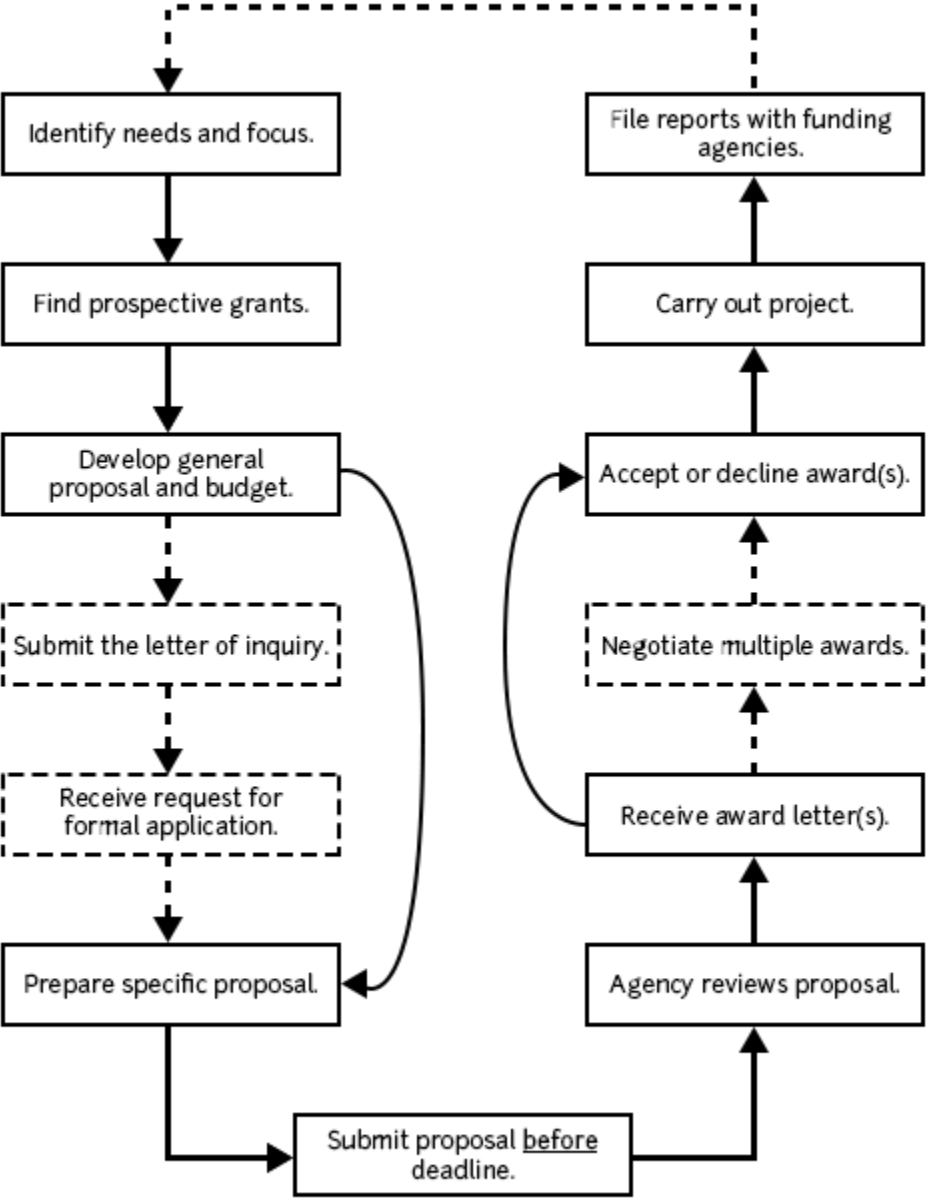 Identify needs and focus.
Find prospective grants.
Develop general
proposal and budget.
Submit the letter of inquiry.
Receive request for
formal application.
Prepare specific proposal.
Submit proposal before
deadline.
Agency reviews proposal.
Receive award letter(s).
Negotiate multiple awards.
Accept or decline award(s).
Carry out project.
File reports with funding
agencies.